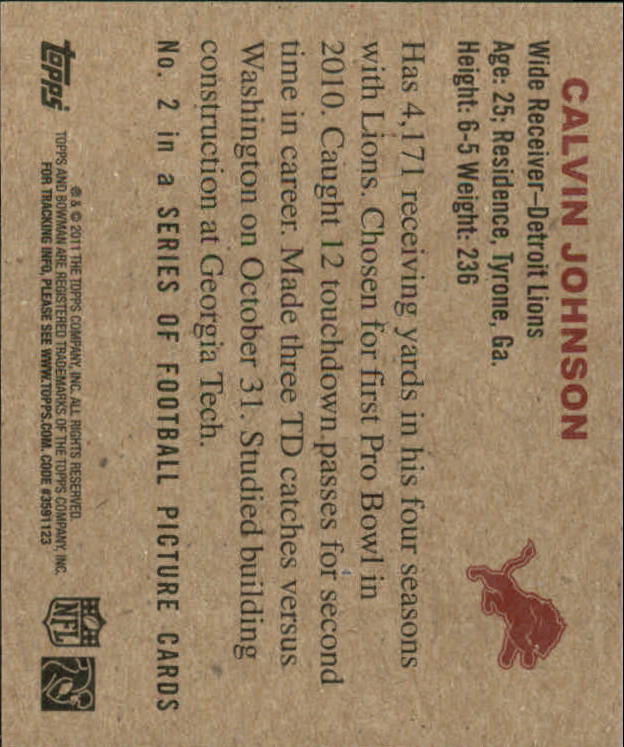 CALVIN JOHNSON
Wide Receiver–Detroit Lions
Age: 25; Residence, Tyrone, Ga.
Height: 6-5 Weight: 236
Has 4,171 receiving yards in his four seasons
with Lions. Chosen for first Pro Bowl in
2010. Caught 12 touchdown passes for second
time in career. Made three TD catches versus
Washington on October 31. Studied building
construction at Georgia Tech.
No. 2 in a SERIES OF FOOTBALL PICTURE CARDS
topps
® & © 2011 THE TOPPS COMPANY, INC. ALL RIGHTS RESERVED.
TOPPS AND BOWMAN ARE REGISTERED TRADEMARKS OF THE TOPPS COMPANY, INC.
FOR TRACKING INFO, PLEASE SEE WWW.TOPPS.COM. CODE #3591123
NFL